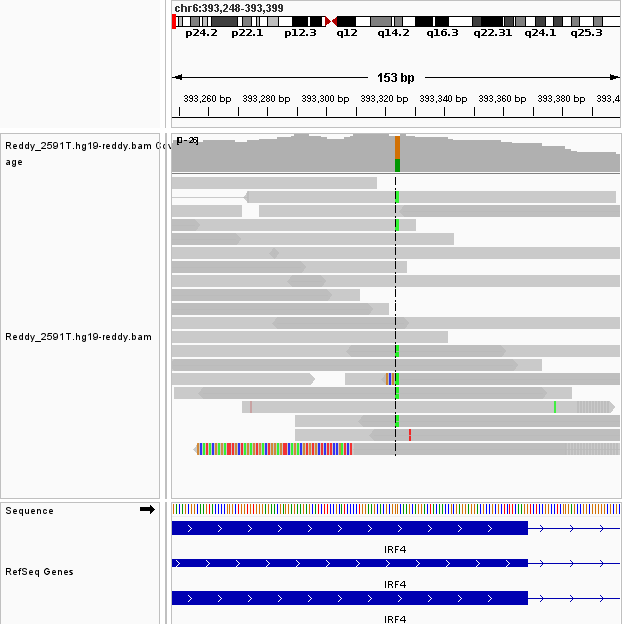 chr6:393,248-393,399
p24.2 p22.1 p12.3 q12 q14.2 q16.3 q22.31 q24.1 q25.3
153 bp
393,260 bp 393,280 bp 393,300 bp 393,320 bp 393,340 bp 393,360 bp 393,380 bp 393,4
Reddy_2591T.hg19-reddy.bam Cov
age
[0-26]
Reddy_2591T.hg19-reddy.bam
Sequence
IRF4
RefSeq Genes
IRF4
IRF4